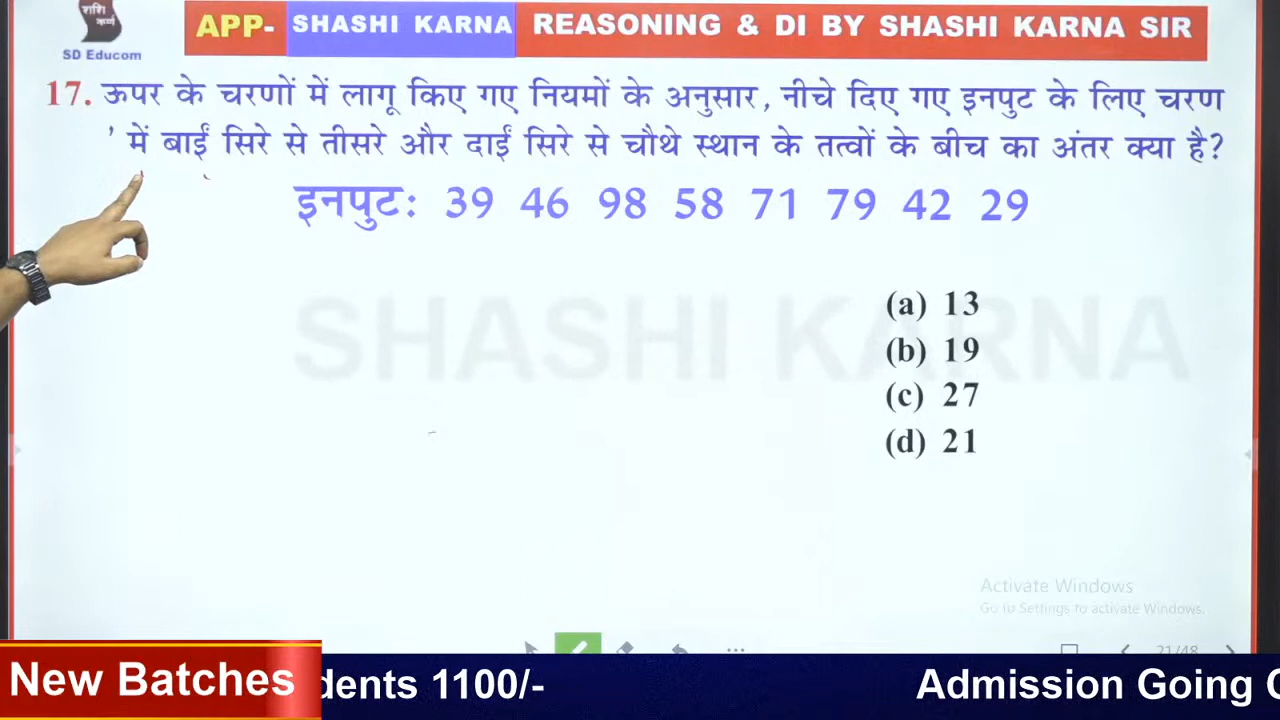 राशि
कर्ण
SD Educom
APP- SHASHI KARNA REASONING & DI BY SHASHI KARNA SIR
17. ऊपर के चरणों में लागू किए गए नियमों के अनुसार, नीचे दिए गए इनपुट के लिए चरण
' में बाईं सिरे से तीसरे और दाईं सिरे से चौथे स्थान के तत्वों के बीच का अंतर क्या है?
इनपुटः 39 46 98 58 71 79 42 29
SHASHI KARNA
(a) 13
(b) 19
(c) 27
(d) 21
Activate Windows
Go to Settings to activate Windows.
21/48
New Batches
dents 1100/-
Admission Going